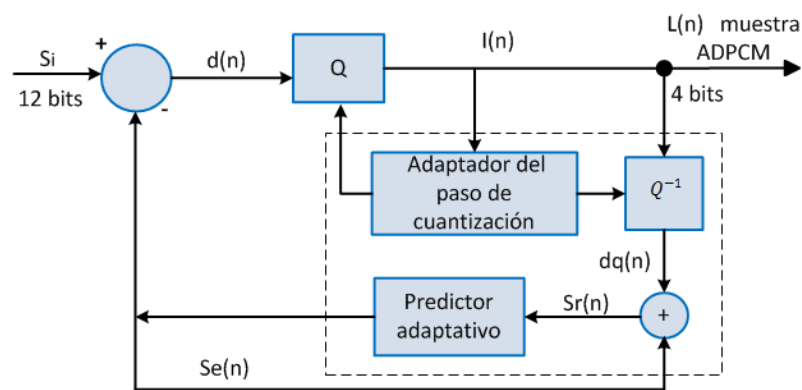 L(n) muestra
ADPCM
I(n)
Si
+
d(n)
Q
12 bits
-
4 bits
Adaptador del
paso de
cuantización
Q⁻¹
dq(n)
Predictor
adaptativo
Sr(n)
+
Se(n)